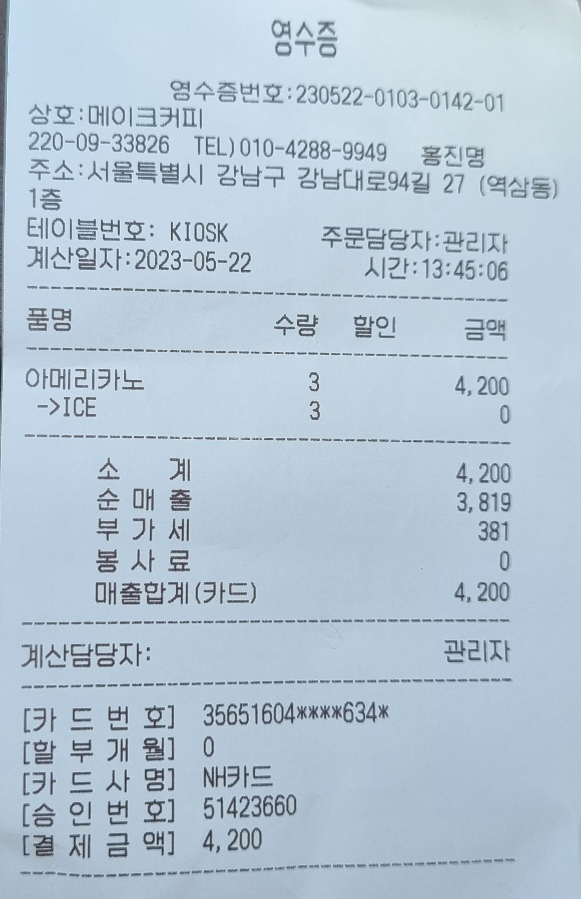 영수증
영수증번호:230522-0103-0142-01
상호:메이크커피
220-09-33826 TEL)010-4288-9949 홍진명
주소:서울특별시 강남구 강남대로94길 27 (역삼동)
1층
테이블번호: KIOSK 주문담당자:관리자
계산일자:2023-05-22 시간:13:45:06
품명 수량 할인 금액
아메리카노 3 4,200
->ICE 3 0
소 계 4,200
순 매 출 3,819
부 가 세 381
봉 사 료 0
매출합계(카드) 4,200
계산담당자: 관리자
[카 드 번 호] 35651604****634*
[할 부 개 월] 0
[카 드 사 명] NH카드
[승 인 번 호] 51423660
[결 제 금 액] 4,200